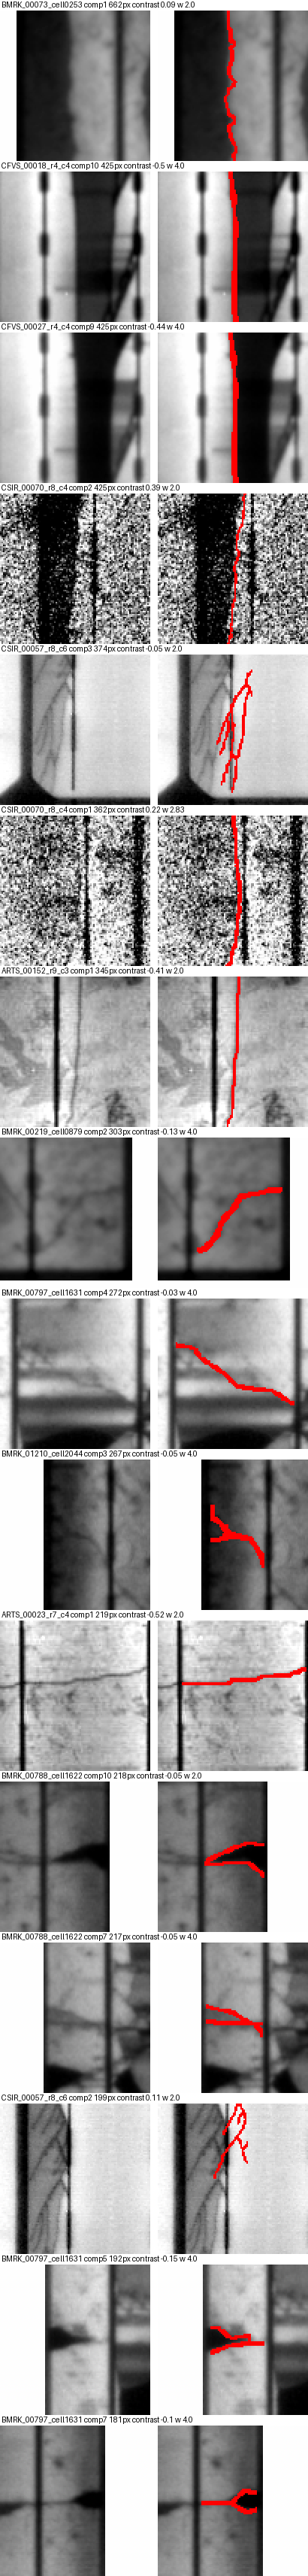 BMRK_00073_cell0253 comp1 662px contrast 0.09 w 2.0
CFVS_00018_r4_c4 comp10 425px contrast -0.5 w 4.0
CFVS_00027_r4_c4 comp9 425px contrast -0.44 w 4.0
CSIR_00070_r8_c4 comp2 425px contrast 0.39 w 2.0
CSIR_00057_r8_c6 comp3 374px contrast -0.05 w 2.0
CSIR_00070_r8_c4 comp1 362px contrast 0.22 w 2.83
ARTS_00152_r9_c3 comp1 345px contrast -0.41 w 2.0
BMRK_00219_cell0879 comp2 303px contrast -0.13 w 4.0
BMRK_00797_cell1631 comp4 272px contrast -0.03 w 4.0
BMRK_01210_cell2044 comp3 267px contrast -0.05 w 4.0
ARTS_00023_r7_c4 comp1 219px contrast -0.52 w 2.0
BMRK_00788_cell1622 comp10 218px contrast -0.05 w 2.0
BMRK_00788_cell1622 comp7 217px contrast -0.05 w 4.0
CSIR_00057_r8_c6 comp2 199px contrast 0.11 w 2.0
BMRK_00797_cell1631 comp5 192px contrast -0.15 w 4.0
BMRK_00797_cell1631 comp7 181px contrast -0.1 w 4.0